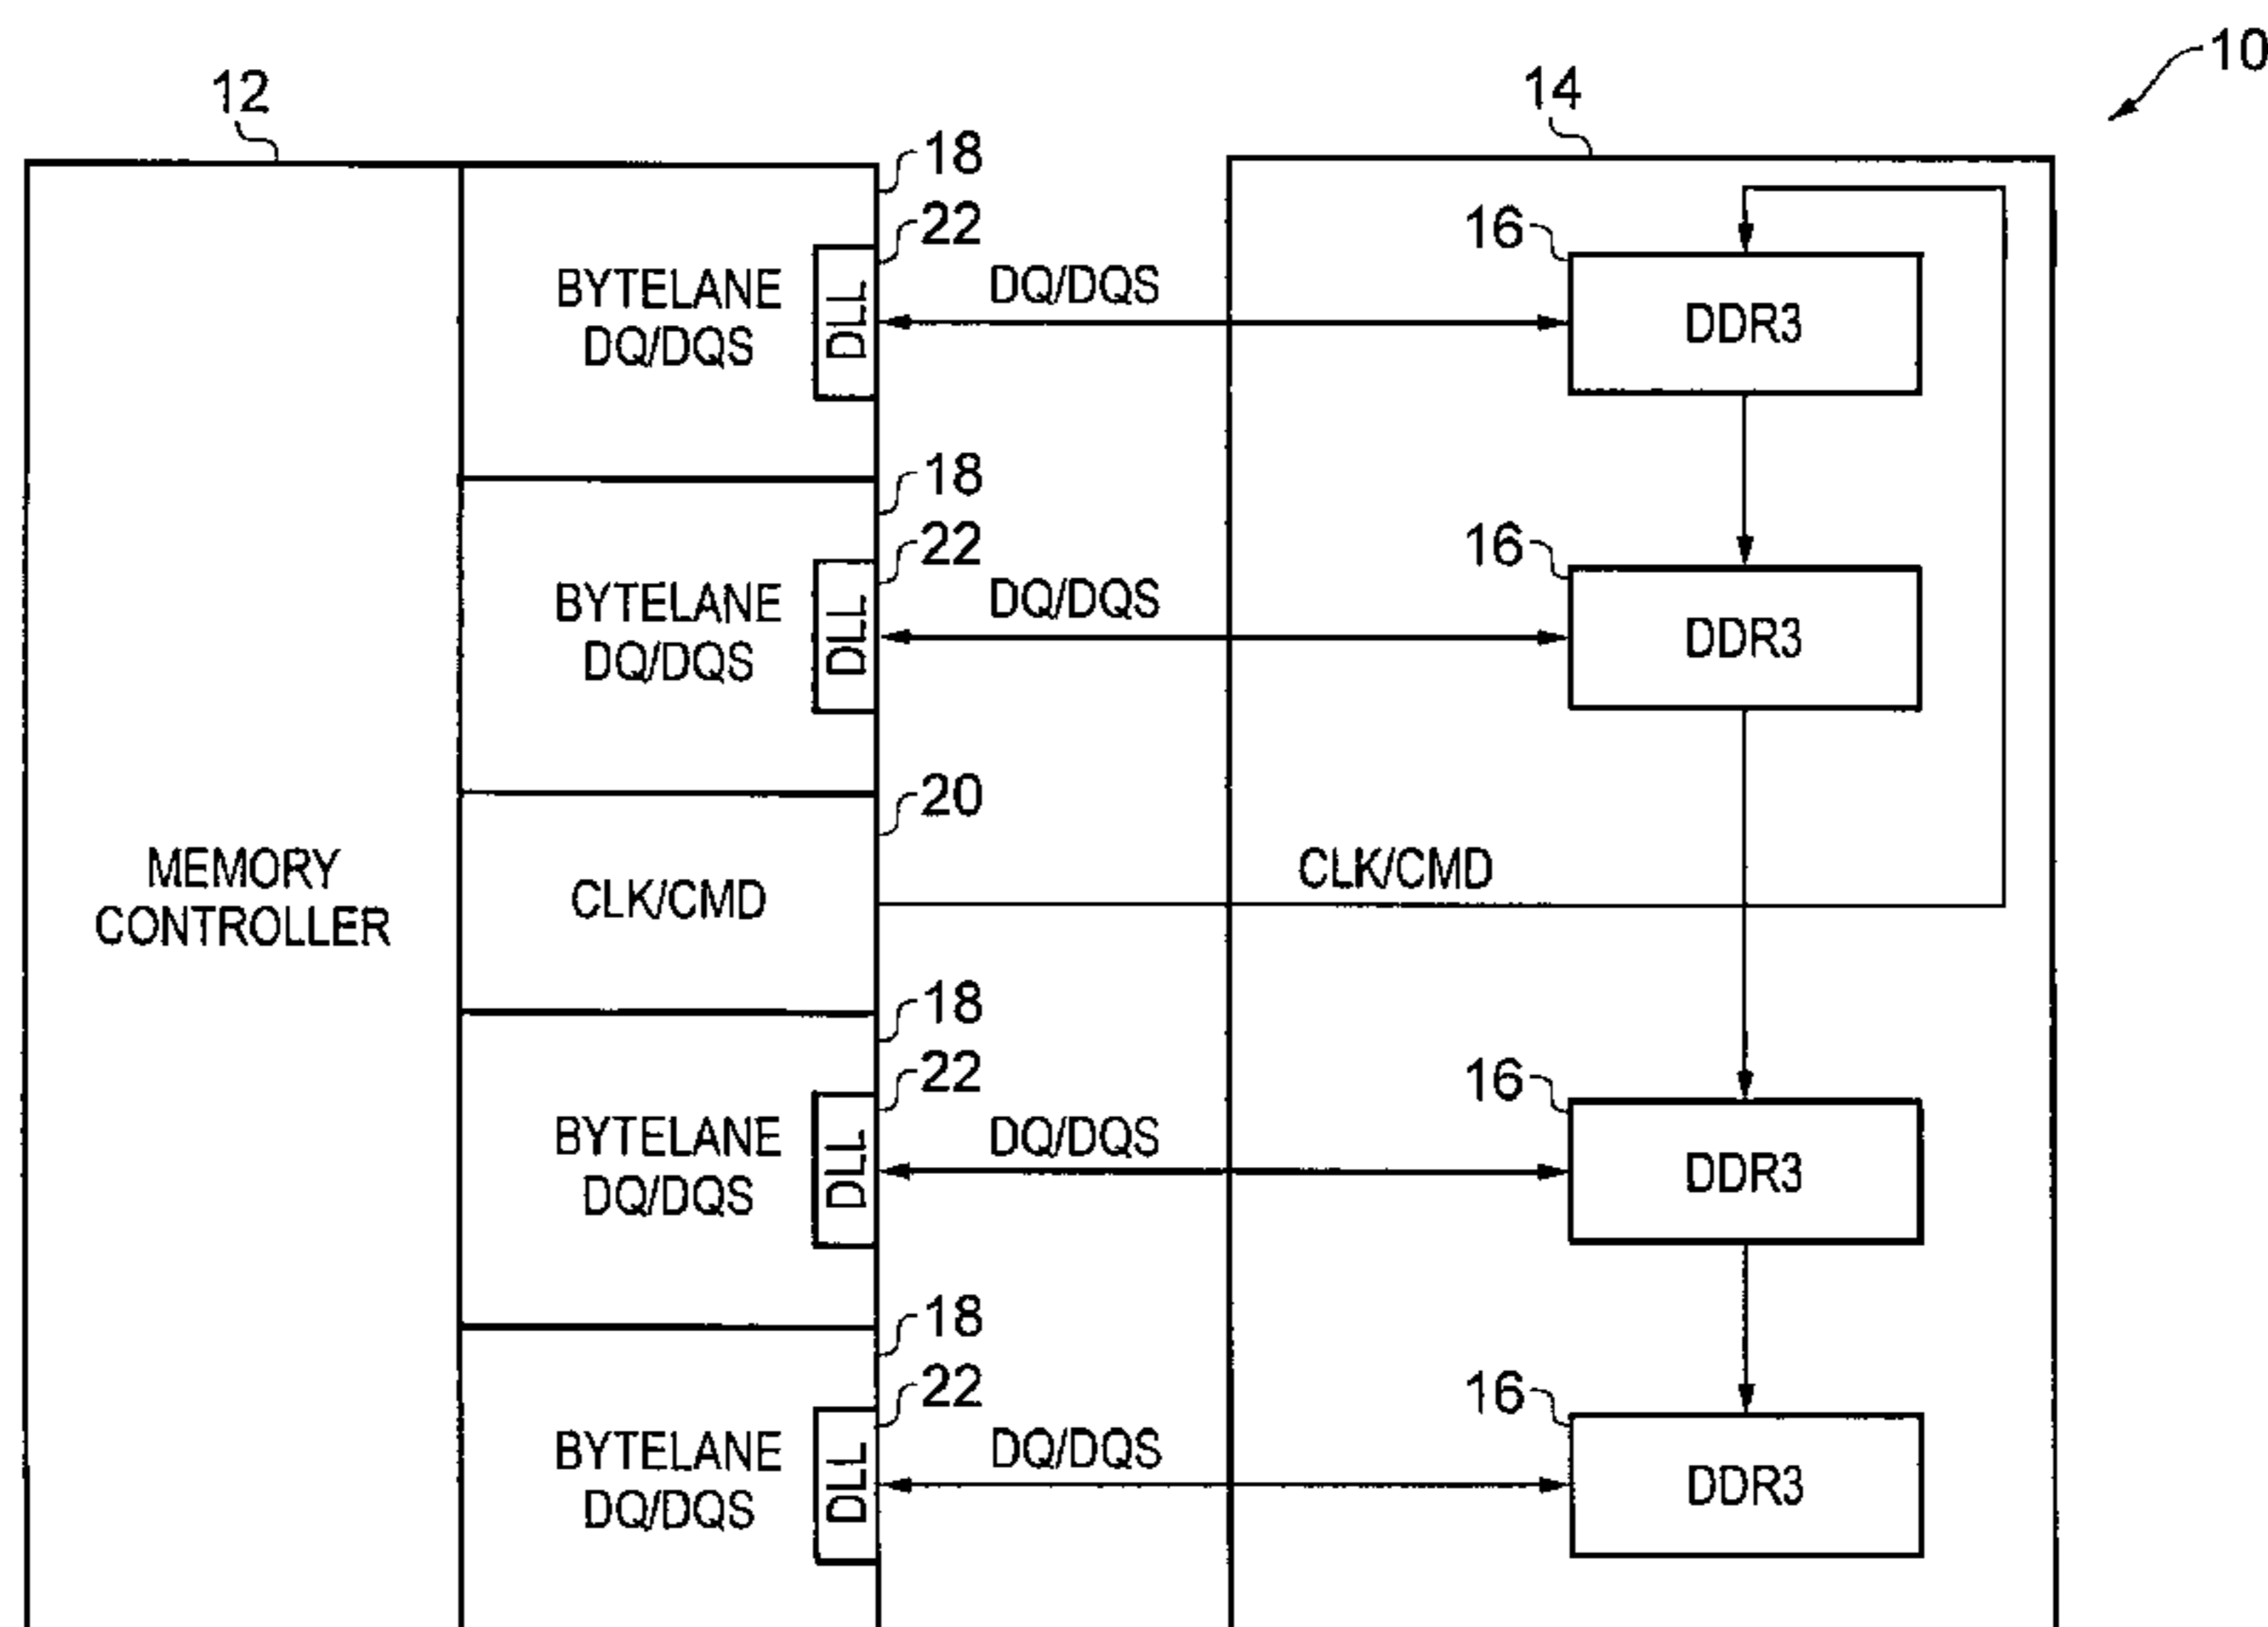 10
12
14
18
22
16
BYTELANE
DQ/DQS
DLL
DQ/DQS
DDR3
18
22
16
BYTELANE
DQ/DQS
DLL
DQ/DQS
DDR3
20
MEMORY
CONTROLLER
CLK/CMD
CLK/CMD
18
22
16
BYTELANE
DQ/DQS
DLL
DQ/DQS
DDR3
18
22
16
BYTELANE
DQ/DQS
DLL
DQ/DQS
DDR3